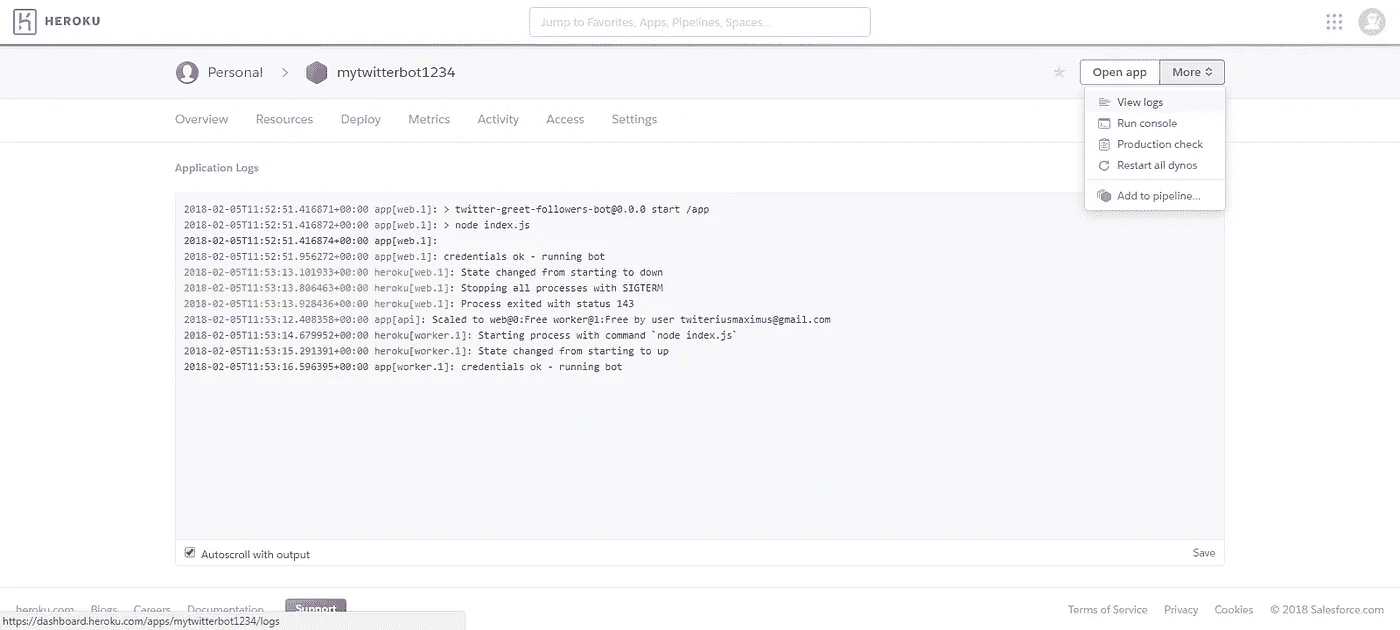 HEROKU
Jump to Favorites, Apps, Pipelines, Spaces...
Personal > mytwitterbot1234
Open app More
View logs
Run console
Production check
Restart all dynos
Add to pipeline...
Overview Resources Deploy Metrics Activity Access Settings
Application Logs
2018-02-05T11:52:51.416871+00:00 app[web.1]: > twitter-greet-followers-bot@0.0.0 start /app
2018-02-05T11:52:51.416872+00:00 app[web.1]: > node index.js
2018-02-05T11:52:51.416874+00:00 app[web.1]:
2018-02-05T11:52:51.956272+00:00 app[web.1]: credentials ok - running bot
2018-02-05T11:53:13.101933+00:00 heroku[web.1]: State changed from starting to down
2018-02-05T11:53:13.806463+00:00 heroku[web.1]: Stopping all processes with SIGTERM
2018-02-05T11:53:13.928436+00:00 heroku[web.1]: Process exited with status 143
2018-02-05T11:53:12.408358+00:00 app[api]: Scaled to web@0:Free worker@1:Free by user twiteriusmaximus@gmail.com
2018-02-05T11:53:14.679952+00:00 heroku[worker.1]: Starting process with command `node index.js`
2018-02-05T11:53:15.291391+00:00 heroku[worker.1]: State changed from starting to up
2018-02-05T11:53:16.596395+00:00 app[worker.1]: credentials ok - running bot
Autoscroll with output Save
heroku.com Blogs Careers Documentation Support Terms of Service Privacy Cookies © 2018 Salesforce.com
https://dashboard.heroku.com/apps/mytwitterbot1234/logs